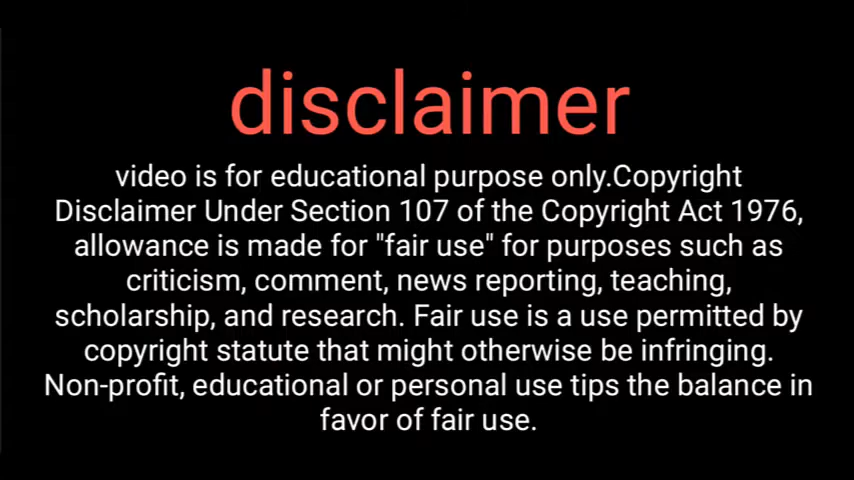 disclaimer
video is for educational purpose only.Copyright
Disclaimer Under Section 107 of the Copyright Act 1976,
allowance is made for "fair use" for purposes such as
criticism, comment, news reporting, teaching,
scholarship, and research. Fair use is a use permitted by
copyright statute that might otherwise be infringing.
Non-profit, educational or personal use tips the balance in
favor of fair use.